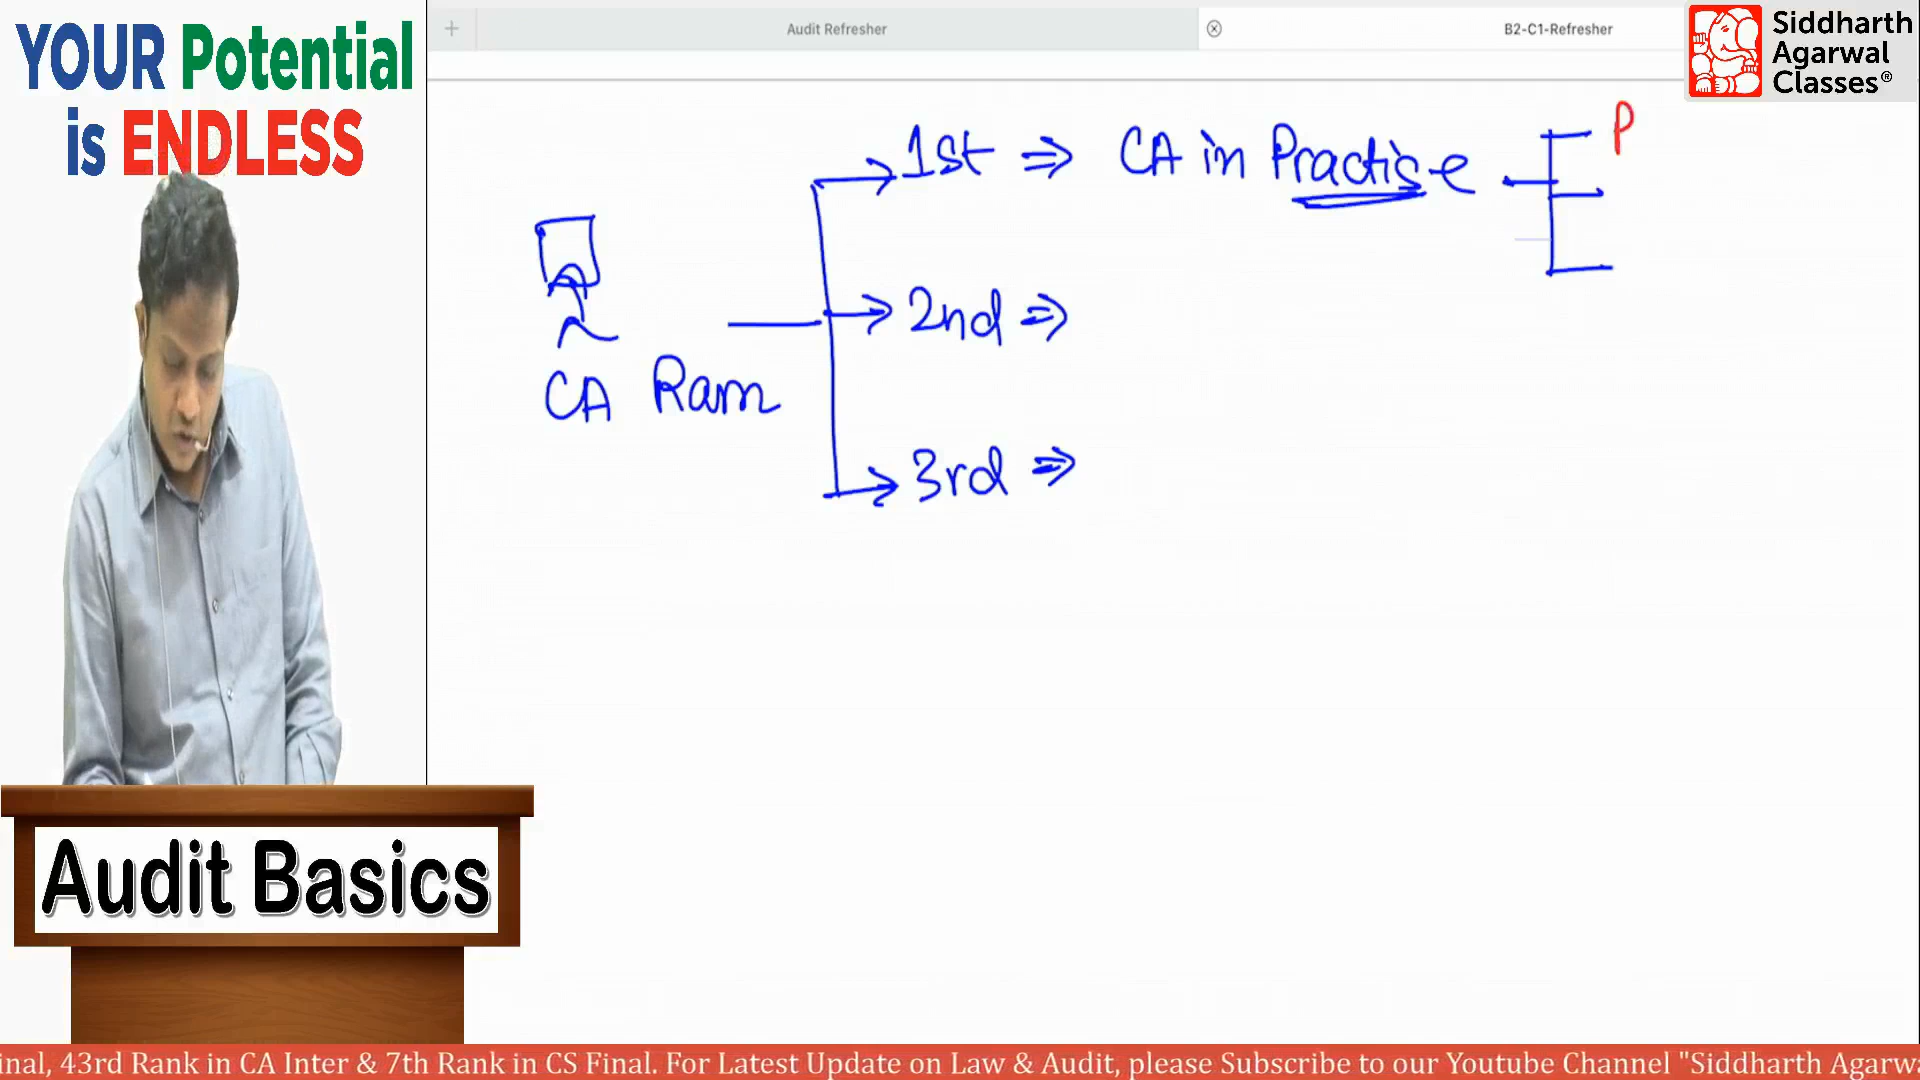 YOUR Potential
is ENDLESS
Audit Refresher
B2-C1-Refresher
Siddharth
Agarwal
Classes®
1st ⇒ CA in Practise
P
2nd ⇒
3rd ⇒
CA Ram
Audit Basics
inal, 43rd Rank in CA Inter & 7th Rank in CS Final. For Latest Update on Law & Audit, please Subscribe to our Youtube Channel "Siddharth Agarwa